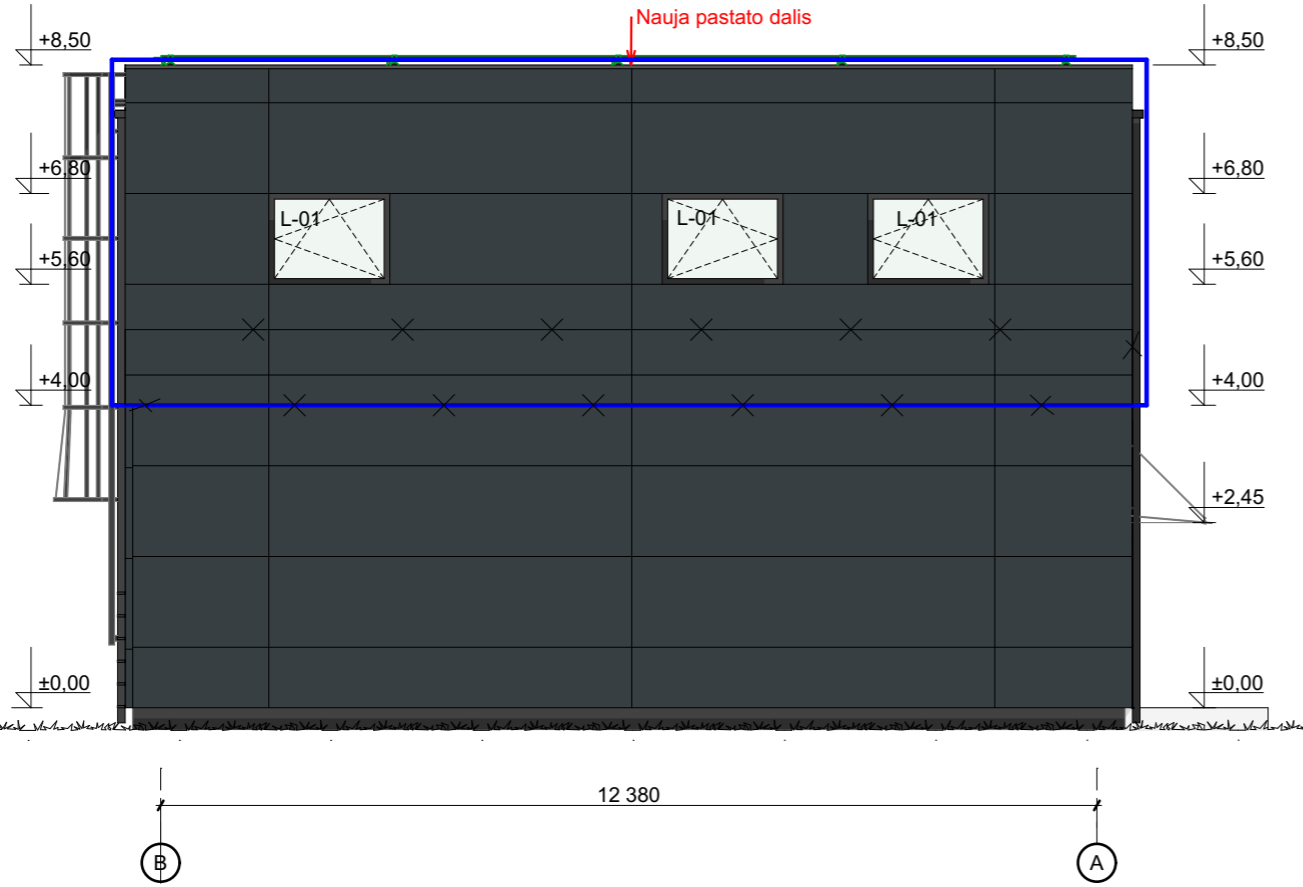 Nauja pastato dalis
+8,50
+8,50
+6,80
+6,80
L-01
L-01
L-01
+5,60
+5,60
+4,00
+4,00
+2,45
±0,00
±0,00
12 380
B
A